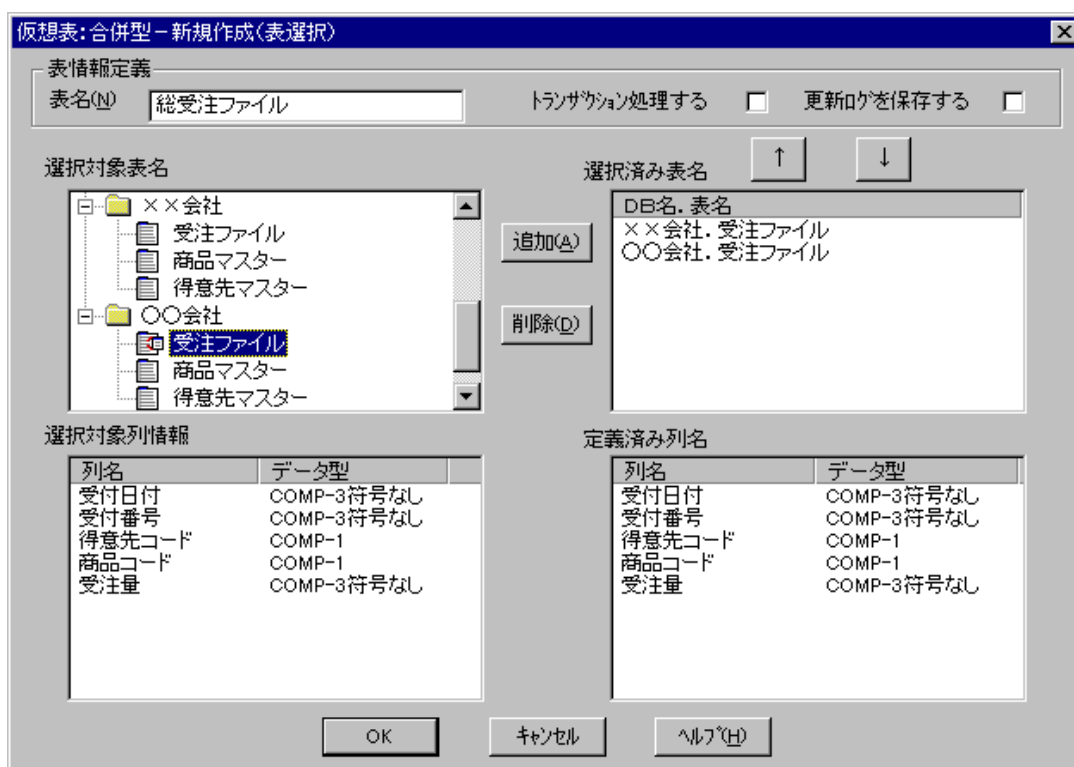 仮想表:合併型－新規作成(表選択)
表情報定義
表名(N) 総受注ファイル ﾄﾗﾝｻﾞｸｼｮﾝ処理する 更新ﾛｸﾞを保存する
選択対象表名
選択済み表名 ↑ ↓
××会社
受注ファイル
商品マスター
得意先マスター
〇〇会社
受注ファイル
商品マスター
得意先マスター
追加(A)
削除(D)
DB名.表名
××会社.受注ファイル
〇〇会社.受注ファイル
選択対象列情報
列名 データ型
受付日付 COMP-3符号なし
受付番号 COMP-3符号なし
得意先コード COMP-1
商品コード COMP-1
受注量 COMP-3符号なし
定義済み列名
列名 データ型
受付日付 COMP-3符号なし
受付番号 COMP-3符号なし
得意先コード COMP-1
商品コード COMP-1
受注量 COMP-3符号なし
OK ｷｬﾝｾﾙ ﾍﾙﾌﾟ(H)